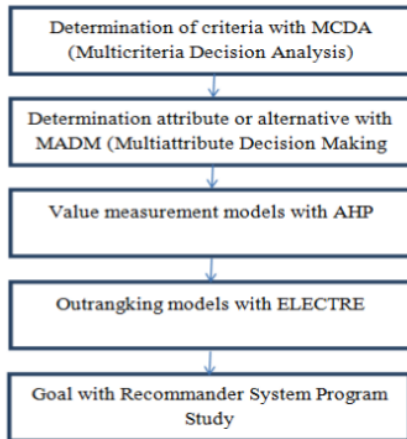 Determination of criteria with MCDA
(Multicriteria Decision Analysis)
Determination attribute or alternative with
MADM (Multiattribute Decision Making
Value measurement models with AHP
Outrangking models with ELECTRE
Goal with Recommander System Program
Study